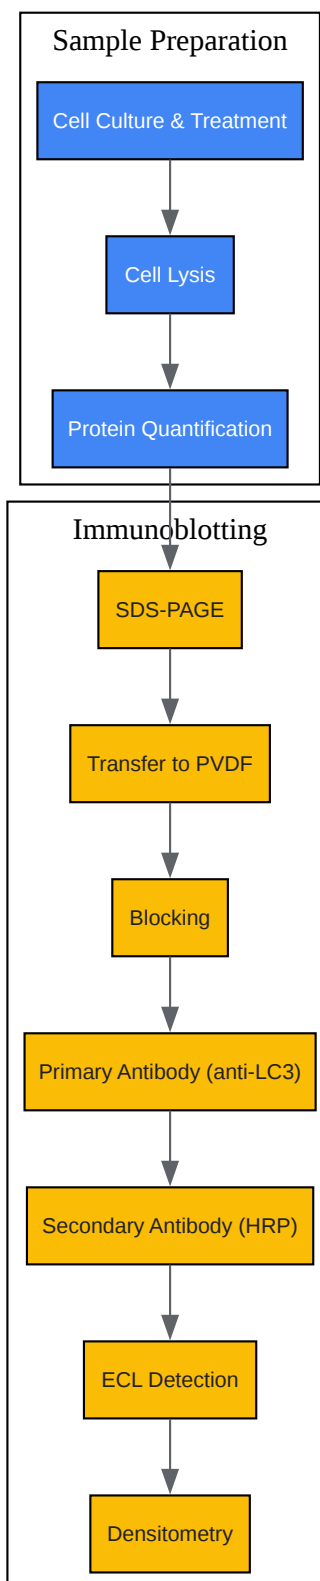 Sample Preparation
Cell Culture & Treatment
Cell Lysis
Protein Quantification
Immunoblotting
SDS-PAGE
Transfer to PVDF
Blocking
Primary Antibody (anti-LC3)
Secondary Antibody (HRP)
ECL Detection
Densitometry